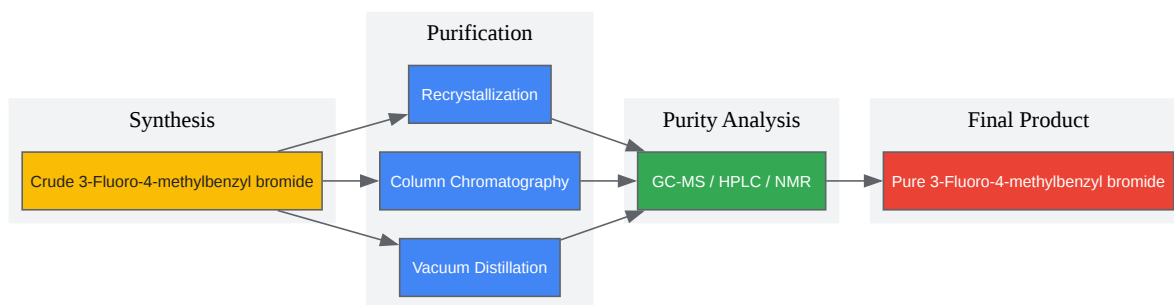 Synthesis
Crude 3-Fluoro-4-methylbenzyl bromide
Purification
Recrystallization
Column Chromatography
Vacuum Distillation
Purity Analysis
GC-MS / HPLC / NMR
Final Product
Pure 3-Fluoro-4-methylbenzyl bromide